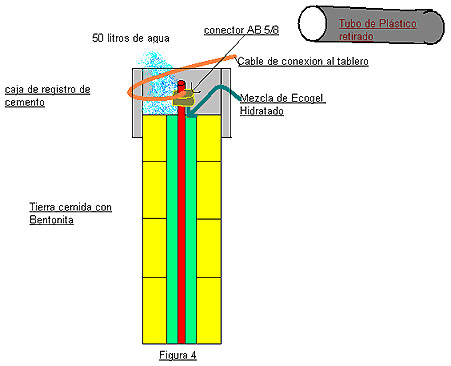 Tubo de Plástico
retirado
conector AB 5/8
50 litros de agua
Cable de conexion al tablero
caja de registro de
cemento
Mezcla de Ecogel
Hidratado
Tierra cernida con
Bentonita
Figura 4